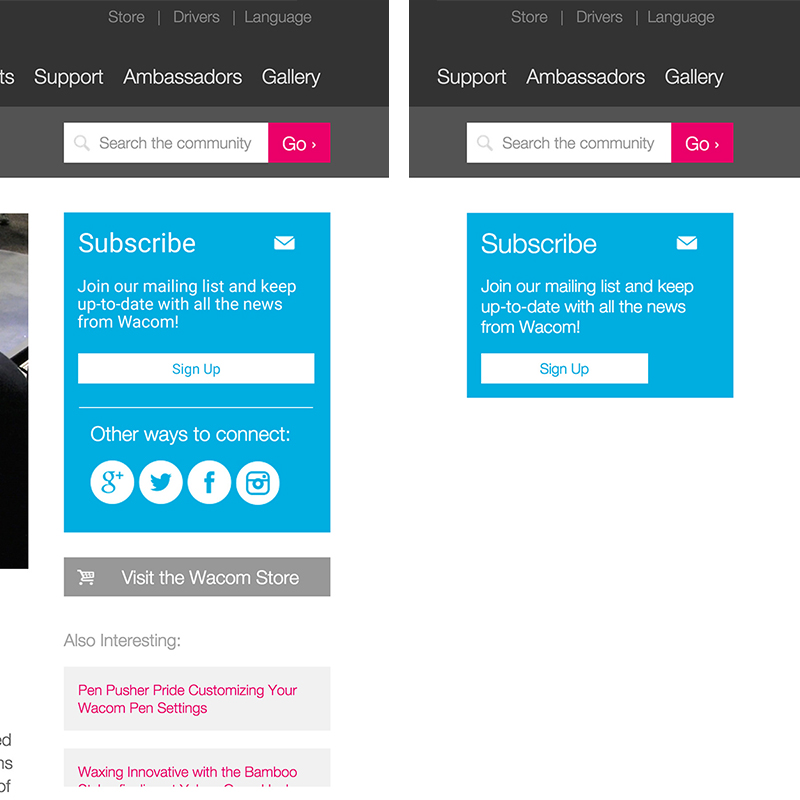 Store | Drivers | Language
ts Support Ambassadors Gallery
Search the community Go ›
Subscribe
Join our mailing list and keep
up-to-date with all the news
from Wacom!
Sign Up
Other ways to connect:
g+ f
Visit the Wacom Store
Also Interesting:
Pen Pusher Pride Customizing Your
Wacom Pen Settings
Waxing Innovative with the Bamboo
ed
ns
of
Store | Drivers | Language
Support Ambassadors Gallery
Search the community Go ›
Subscribe
Join our mailing list and keep
up-to-date with all the news
from Wacom!
Sign Up